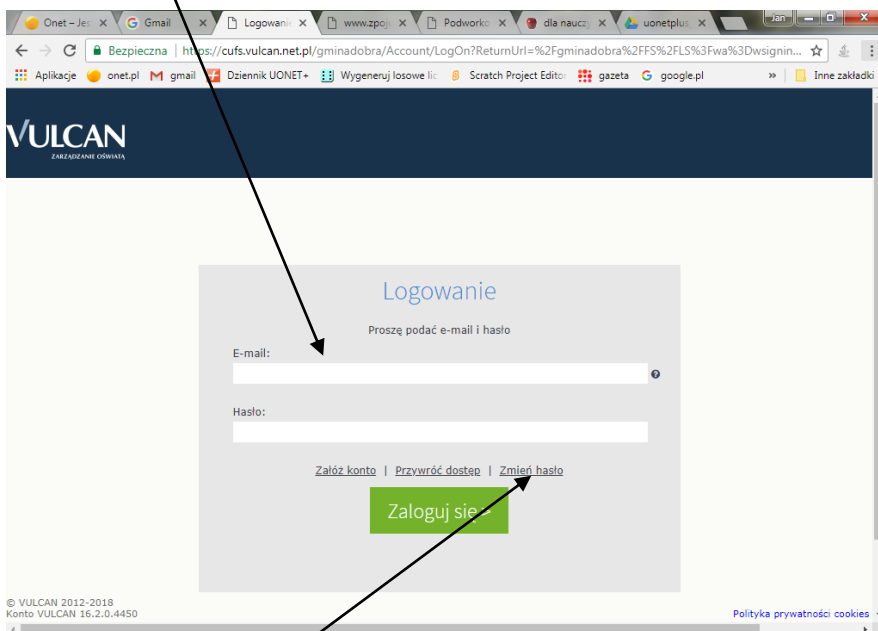 Onet – Jes Gmail Logowani www.zpoj Podworko dla nauczy uonetplus Jan
Bezpieczna https://cufs.vulcan.net.pl/gminadobra/Account/LogOn?ReturnUrl=%2Fgminadobra%2FFS%2FLS%3Fwa%3Dwsignin...
Aplikacje onet.pl gmail Dziennik UONET+ Wygeneruj losowe lic Scratch Project Editor gazeta google.pl » Inne zakładki
VULCAN
ZARZĄDZANIE OŚWIATĄ
Logowanie
Proszę podać e-mail i hasło
E-mail:
Hasło:
Załóż konto | Przywróć dostęp | Zmień hasło
Zaloguj się >
© VULCAN 2012-2018
Konto VULCAN 16.2.0.4450
Polityka prywatności cookies